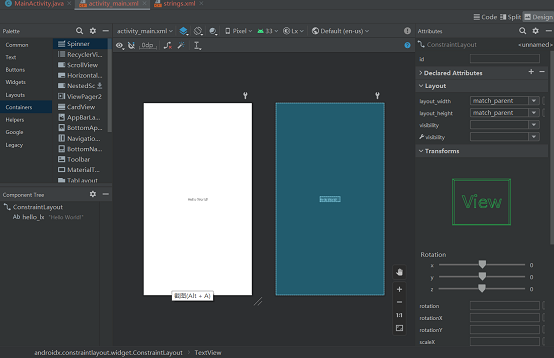 MainActivity.java
activity_main.xml
strings.xml
Code
Split
Design
Palette
Common
Text
Buttons
Widgets
Layouts
Containers
Helpers
Google
Legacy
Spinner
RecyclerVi...
ScrollView
Horizontal...
NestedSc
ViewPager2
CardView
AppBarLa...
BottomAp...
Navigatio...
BottomNa...
Toolbar
MaterialT...
TabLayout
activity_main.xml
Pixel
33
Lx
Default (en-us)
0dp
Hello World!
截图(Alt + A)
1:1
Component Tree
ConstraintLayout
Ab hello_lx "Hello World!"
Attributes
ConstraintLayout
<unnamed>
id
Declared Attributes
Layout
layout_width match_parent
layout_height match_parent
visibility
visibility
Transforms
View
Rotation
x 0
y 0
z 0
rotation
rotationX
rotationY
scaleX
androidx.constraintlayout.widget.ConstraintLayout
TextView